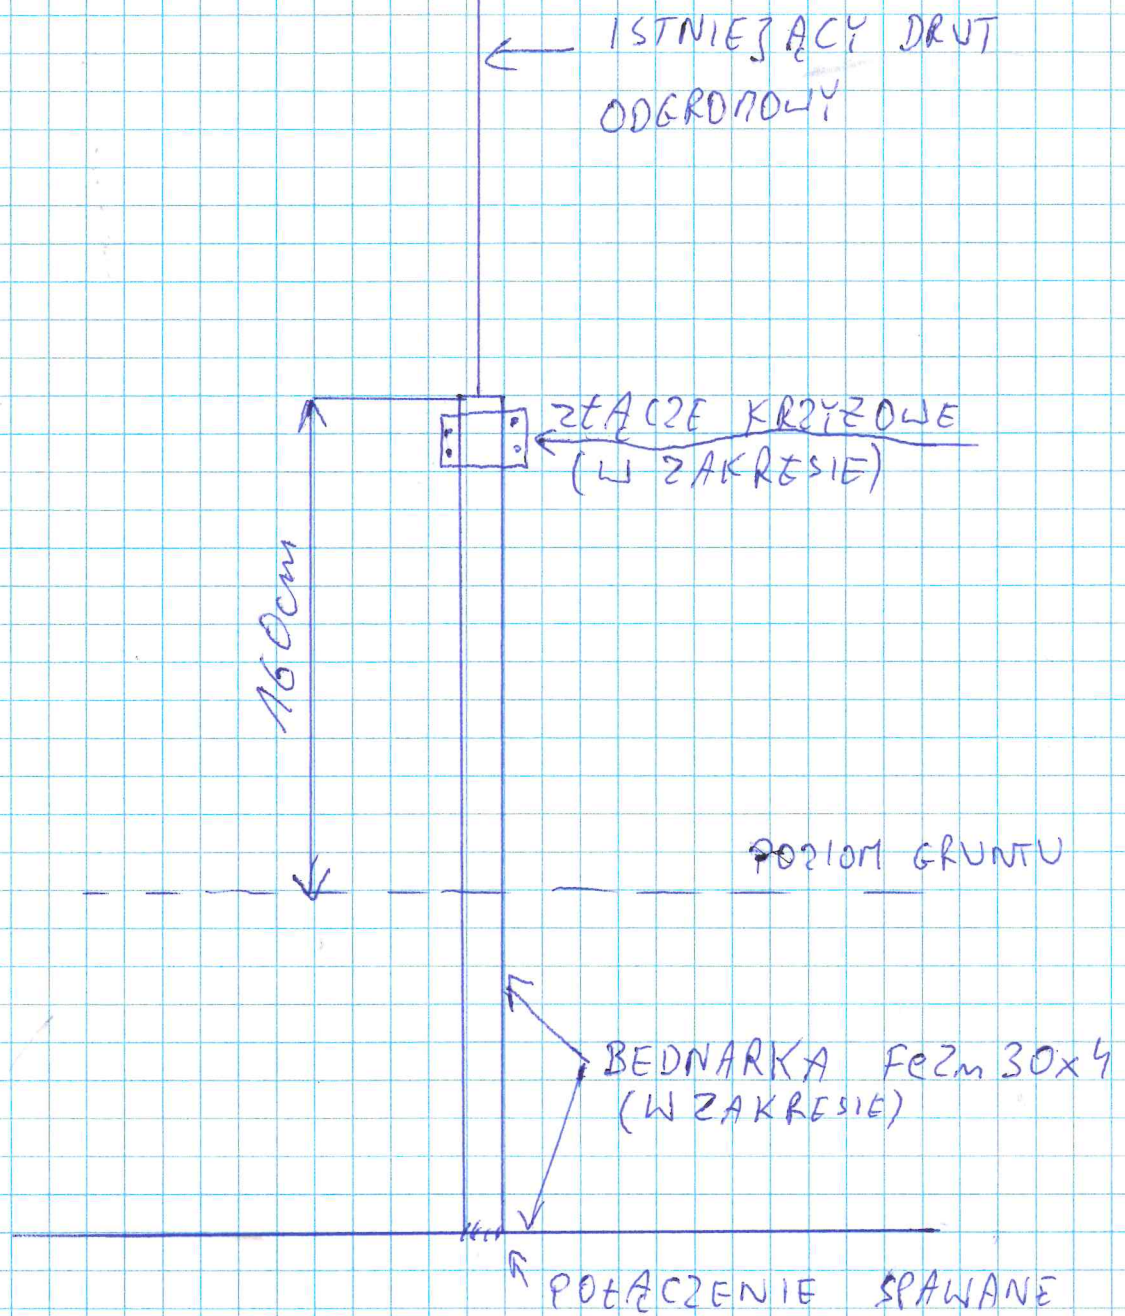 ISTNIEJĄCY DRUT
ODGROMOWY
ZŁĄCZE KRZYŻOWE
(W ZAKRESIE)
160cm
POZIOM GRUNTU
BEDNARKA FeZn 30x4
(W ZAKRESIE)
POŁĄCZENIE SPAWANE